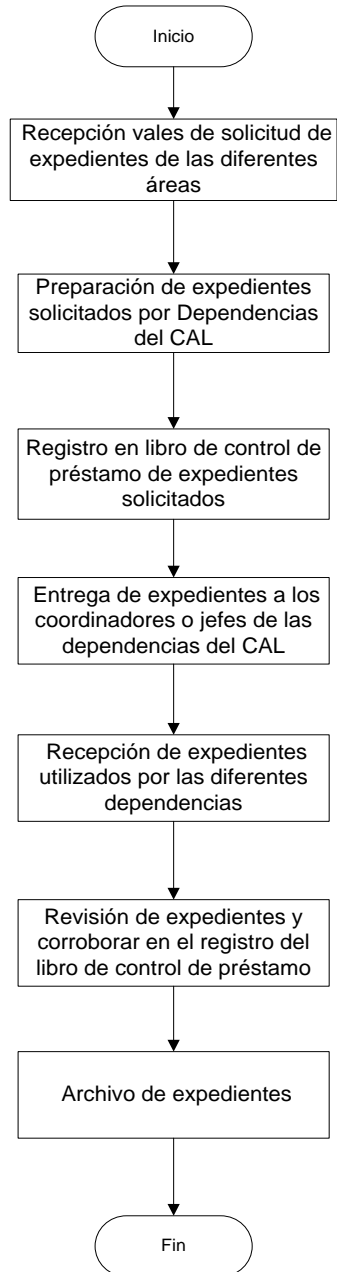 Inicio
Recepción vales de solicitud de
expedientes de las diferentes
áreas
Preparación de expedientes
solicitados por Dependencias
del CAL
Registro en libro de control de
préstamo de expedientes
solicitados
Entrega de expedientes a los
coordinadores o jefes de las
dependencias del CAL
Recepción de expedientes
utilizados por las diferentes
dependencias
Revisión de expedientes y
corroborar en el registro del
libro de control de préstamo
Archivo de expedientes
Fin